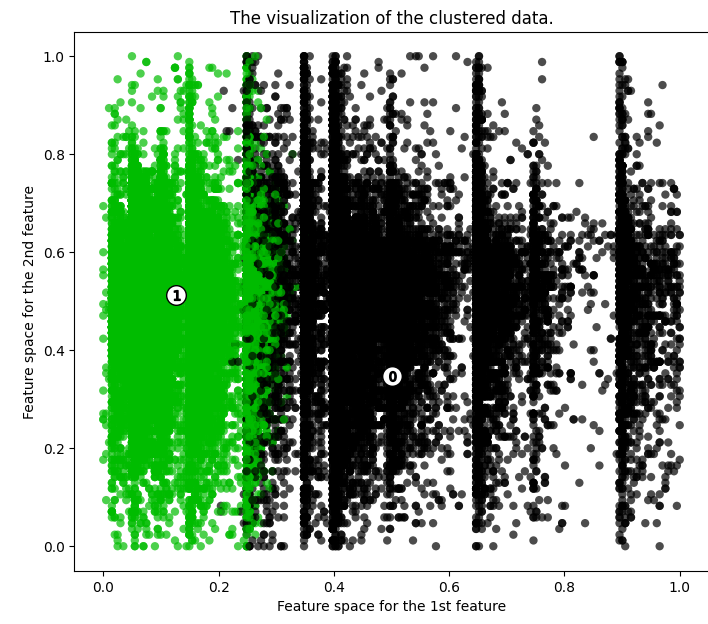 The visualization of the clustered data.
1.0
0.8
0.6
0.4
0.2
0.0
Feature space for the 2nd feature
1
0
0.0 0.2 0.4 0.6 0.8 1.0
Feature space for the 1st feature